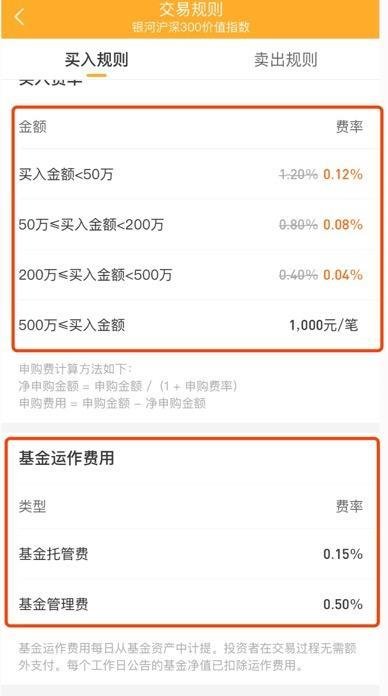 交易规则
银河沪深300价值指数
买入规则 卖出规则
买入费率
金额 费率
买入金额<50万 1.20% 0.12%
50万≤买入金额<200万 0.80% 0.08%
200万≤买入金额<500万 0.40% 0.04%
500万≤买入金额 1,000元/笔
申购费计算方法如下：
净申购金额 = 申购金额 /（1 + 申购费率）
申购费用 = 申购金额 - 净申购金额
基金运作费用
类型 费率
基金托管费 0.15%
基金管理费 0.50%
基金运作费用每日从基金资产中计提。投资者在交易过程无需额
外支付。每个工作日公告的基金净值已扣除运作费用。